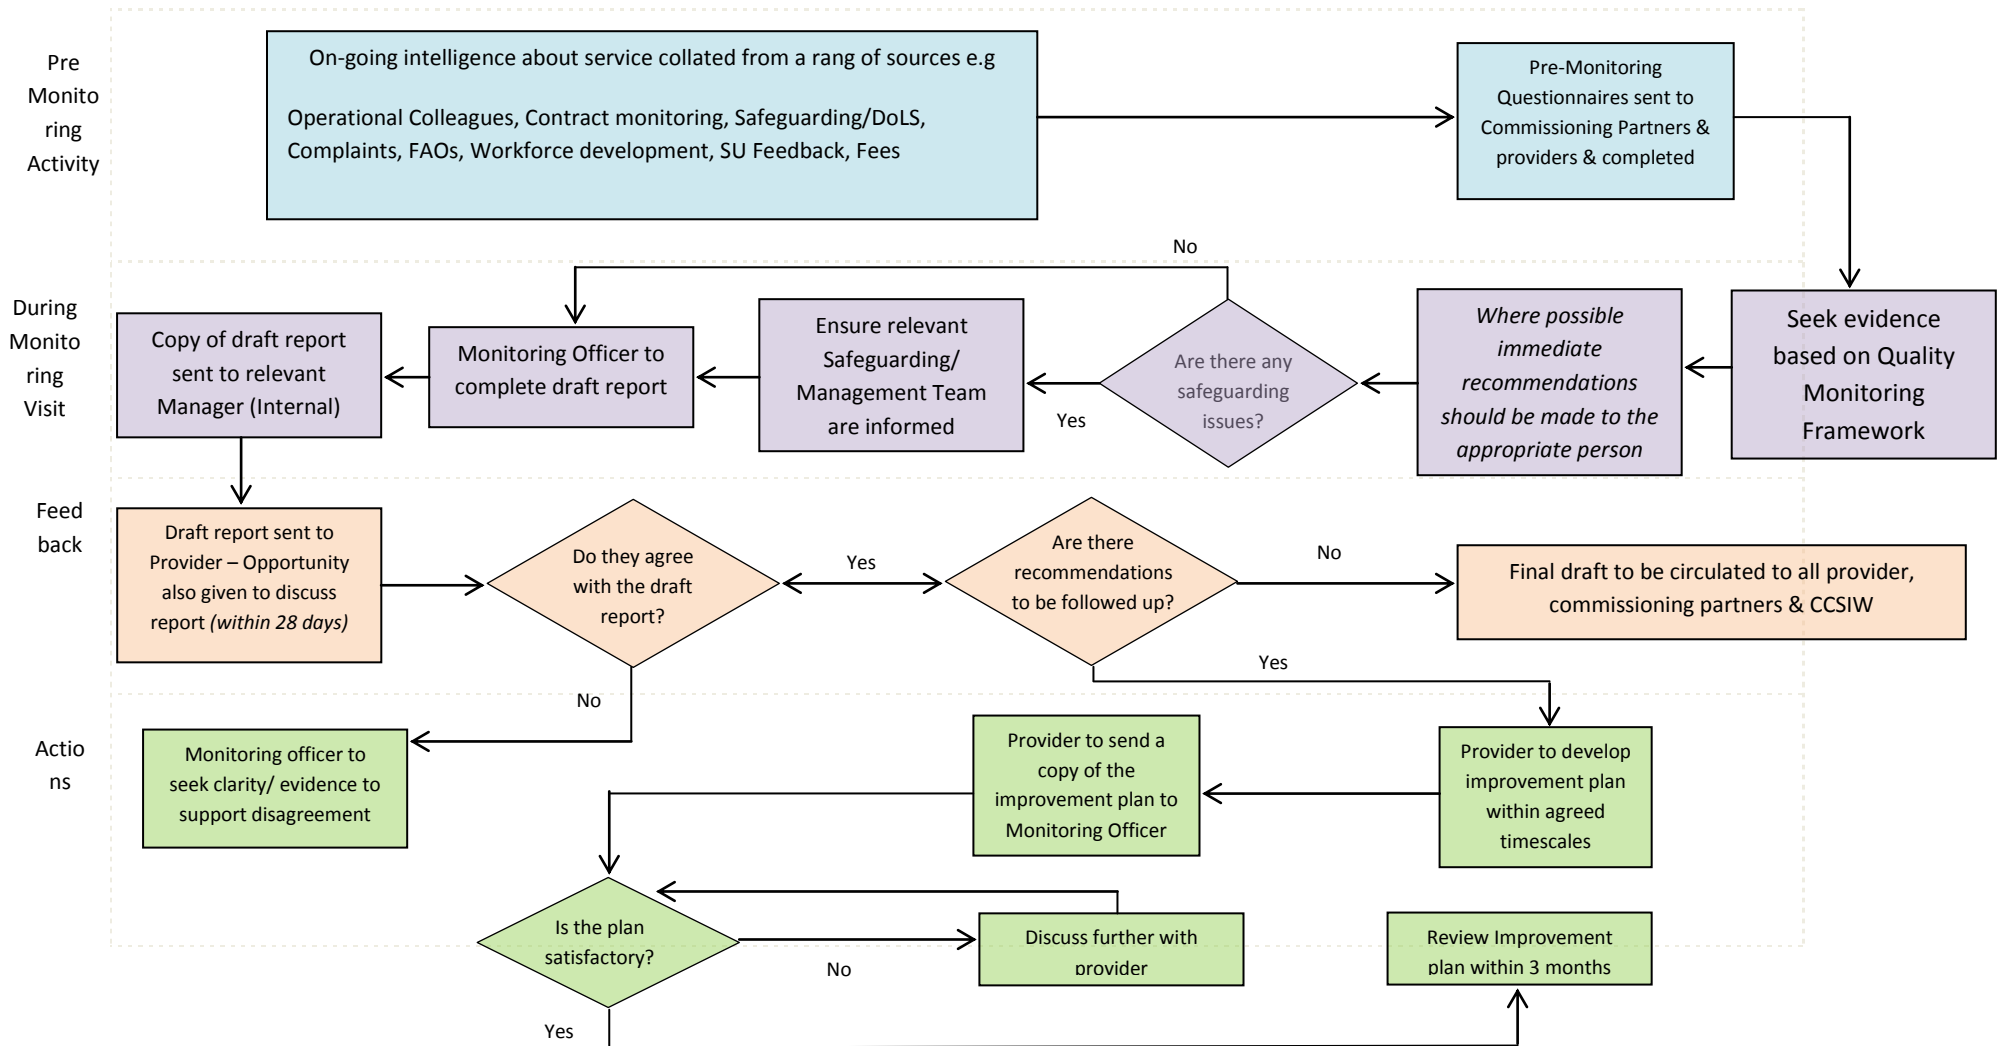 Pre
Monito
ring
Activity
On-going intelligence about service collated from a rang of sources e.g
Operational Colleagues, Contract monitoring, Safeguarding/DoLS,
Complaints, FAOs, Workforce development, SU Feedback, Fees
Pre-Monitoring
Questionnaires sent to
Commissioning Partners &
providers & completed
No
During
Monito
ring
Visit
Copy of draft report
sent to relevant
Manager (Internal)
Monitoring Officer to
complete draft report
Ensure relevant
Safeguarding/
Management Team
are informed
Yes
Are there any
safeguarding
issues?
Where possible
immediate
recommendations
should be made to the
appropriate person
Seek evidence
based on Quality
Monitoring
Framework
Feed
back
Draft report sent to
Provider – Opportunity
also given to discuss
report (within 28 days)
Do they agree
with the draft
report?
Yes
Are there
recommendations
to be followed up?
No
Final draft to be circulated to all provider,
commissioning partners & CCSIW
Yes
No
Actio
ns
Monitoring officer to
seek clarity/ evidence to
support disagreement
Provider to send a
copy of the
improvement plan to
Monitoring Officer
Provider to develop
improvement plan
within agreed
timescales
Is the plan
satisfactory?
No
Discuss further with
provider
Review Improvement
plan within 3 months
Yes